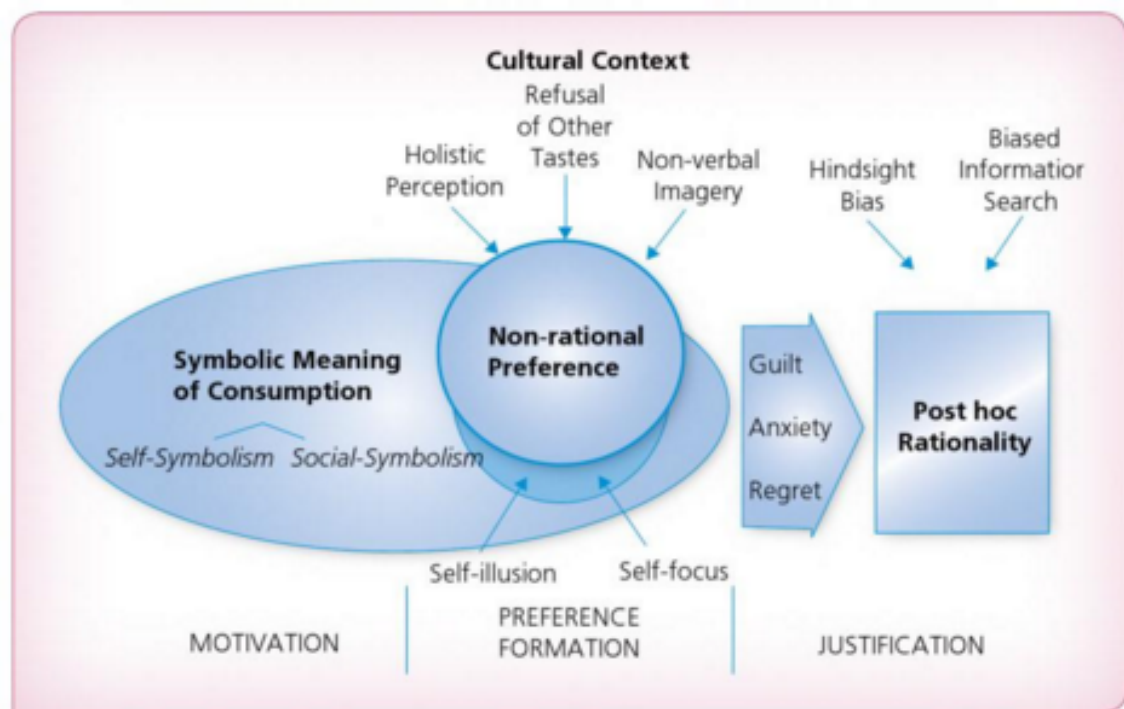 Cultural Context
Refusal
of Other
Tastes
Holistic
Perception
Non-verbal
Imagery
Hindsight
Bias
Biased
Informatior
Search
Symbolic Meaning
of Consumption
Self-Symbolism Social-Symbolism
Non-rational
Preference
Guilt
Anxiety
Regret
Post hoc
Rationality
Self-illusion
Self-focus
MOTIVATION
PREFERENCE
FORMATION
JUSTIFICATION